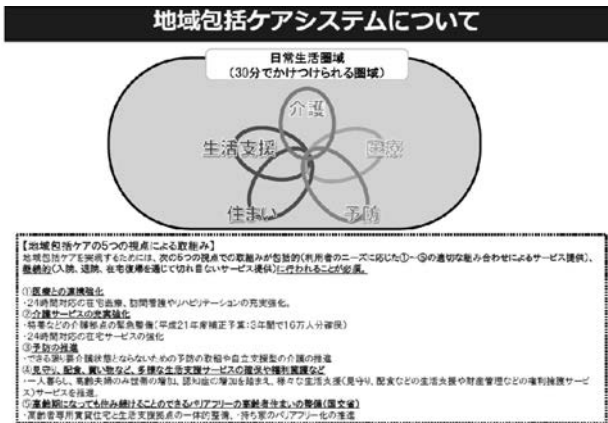 地域包括ケアシステムについて
日常生活圏域
（30分でかけつけられる圏域）
介護
生活支援
医療
住まい
予防
【地域包括ケアの5つの視点による取組み】
地域包括ケアを実現するためには、次の5つの視点での取組みが包括的（利用者のニーズに応じた①～⑤の適切な組み合わせによるサービス提供）、
継続的（入院、退院、在宅復帰を通じて切れ目ないサービス提供）に行われることが必須。
①医療との連携強化
・24時間対応の在宅医療、訪問看護やリハビリテーションの充実強化。
②介護サービスの充実強化
・特養などの介護拠点の緊急整備（平成21年度補正予算：3年間で16万人分確保）
・24時間対応の在宅サービスの強化
③予防の推進
・できる限り要介護状態とならないための予防の取組や自立支援型の介護の推進
④見守り、配食、買い物など、多様な生活支援サービスの確保や権利擁護など
・一人暮らし、高齢夫婦のみ世帯の増加、認知症の増加を踏まえ、様々な生活支援（見守り、配食などの生活支援や財産管理などの権利擁護サービ
ス）サービスを推進。
⑤高齢期になっても住み続けることのできるバリアフリーの高齢者住まいの整備（国交省）
・高齢者専用賃貸住宅と生活支援拠点の一体的整備、・持ち家のバリアフリー化の推進